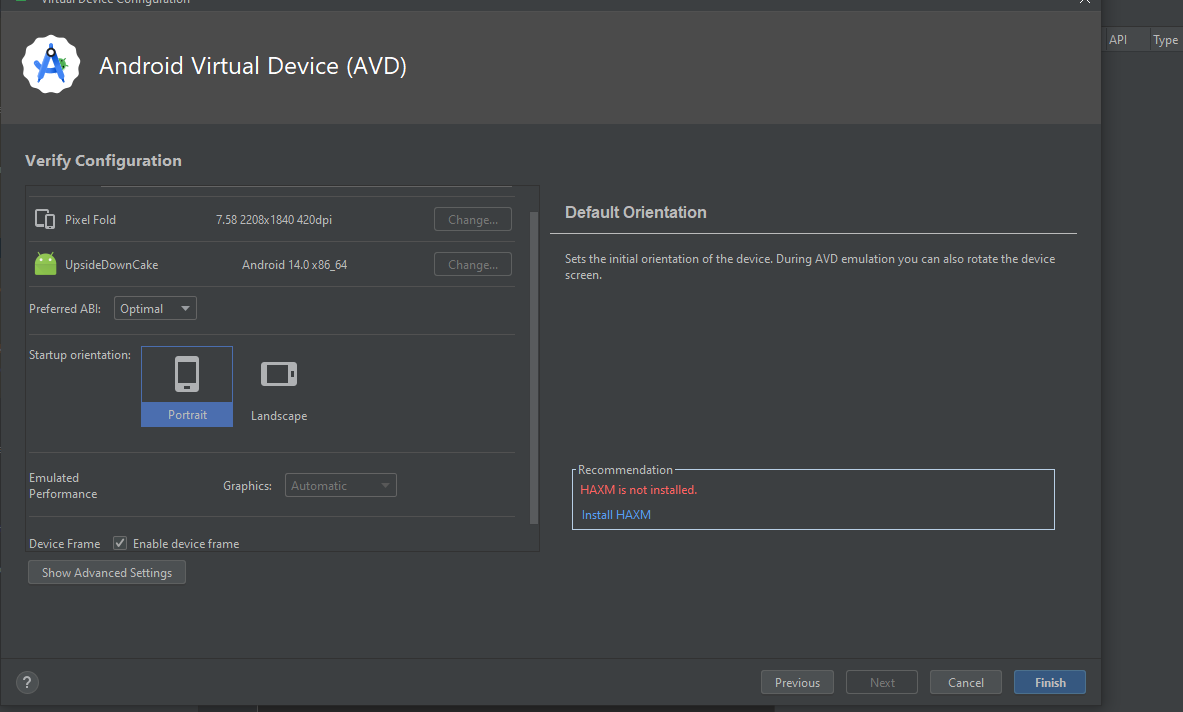 Virtual Device Configuration
API Type
Android Virtual Device (AVD)
Verify Configuration
Pixel Fold 7.58 2208x1840 420dpi Change...
UpsideDownCake Android 14.0 x86_64 Change...
Preferred ABI: Optimal
Startup orientation:
Portrait
Landscape
Emulated
Performance
Graphics: Automatic
Device Frame Enable device frame
Show Advanced Settings
Default Orientation
Sets the initial orientation of the device. During AVD emulation you can also rotate the device
screen.
Recommendation
HAXM is not installed.
Install HAXM
?
Previous Next Cancel Finish